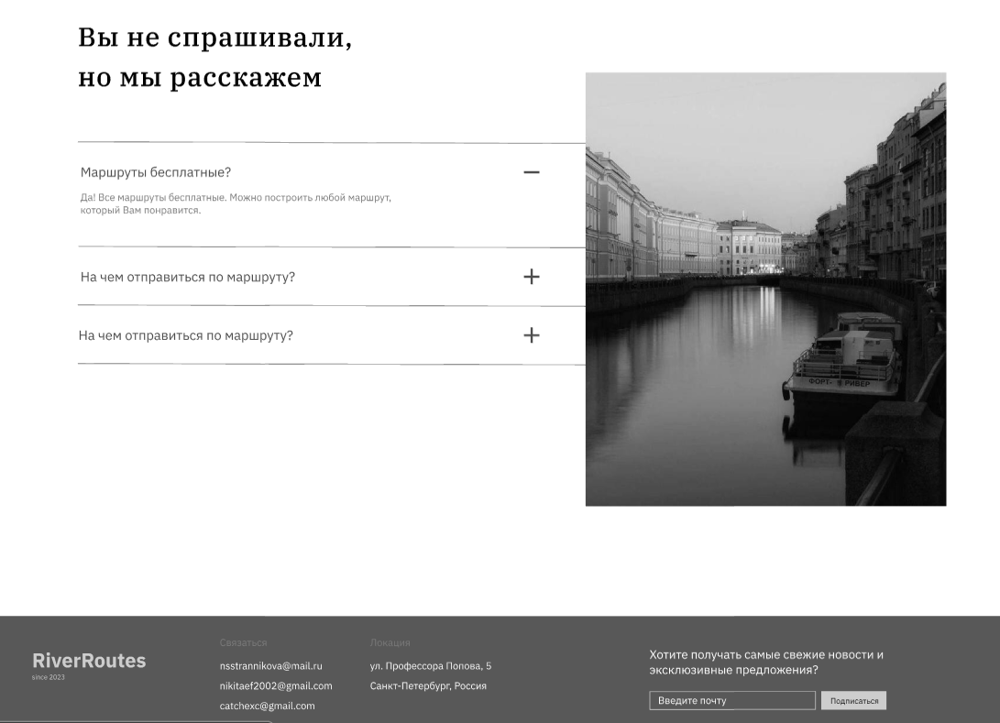 Вы не спрашивали,
но мы расскажем
Маршруты бесплатные?
Да! Все маршруты бесплатные. Можно построить любой маршрут,
который Вам понравится.
На чем отправиться по маршруту?
На чем отправиться по маршруту?
ФОРТ- РИВЕР
RiverRoutes
since 2023
Связаться
nsstrannikova@mail.ru
nikitaef2002@gmail.com
catchexc@gmail.com
Локация
ул. Профессора Попова, 5
Санкт-Петербург, Россия
Хотите получать самые свежие новости и
эксклюзивные предложения?
Введите почту
Подписаться